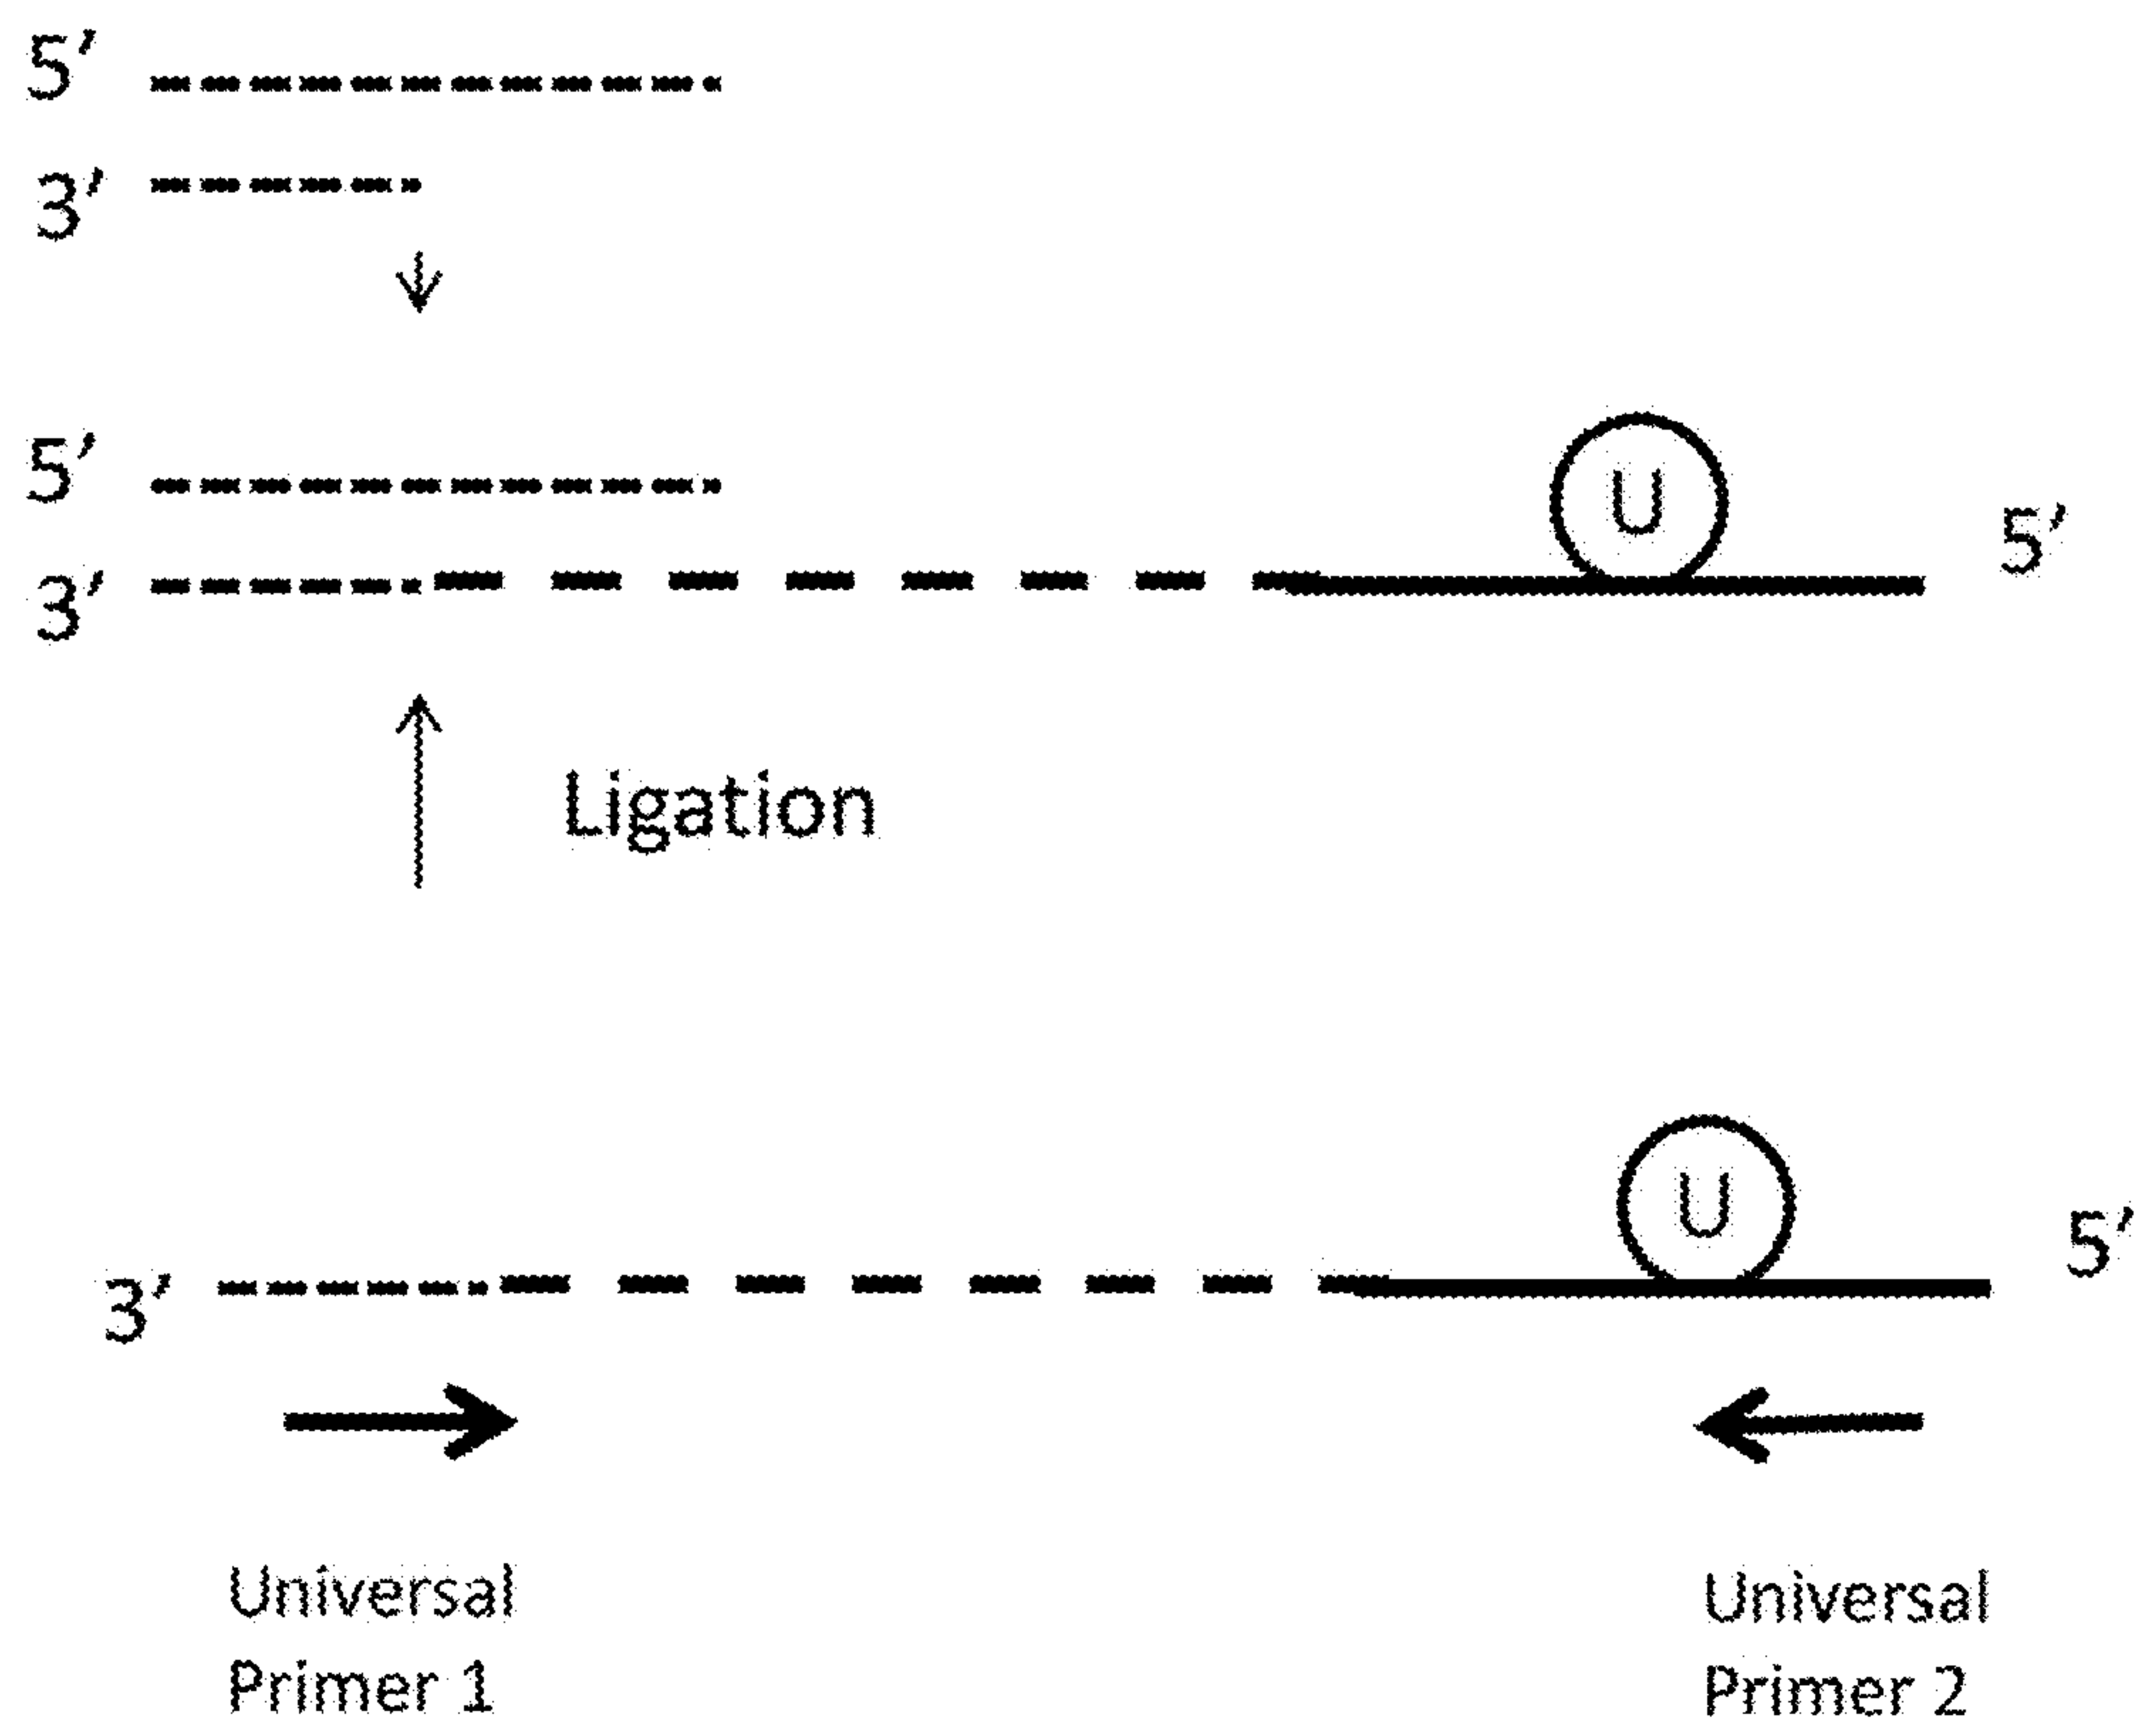 5′
3′
U
5′
5′
3′
Ligation
U
5′
3′
Universal
Primer 1
Universal
Primer 2